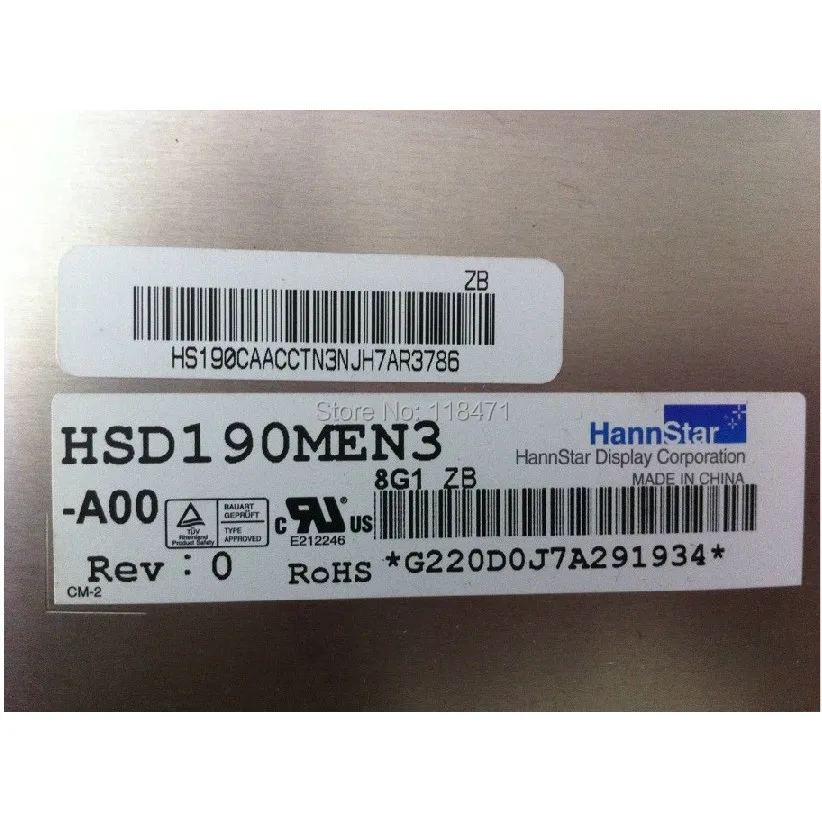 ZB
HS190CAACCTN3NJH7AR3786
Store No: 118471
HSD190MEN3
HannStar
HannStar Display Corporation
8G1 ZB
MADE IN CHINA
-A00
TÜV
Rheinland
Product Safety
BAUART
GEPRÜFT
TYPE
APPROVED
C RU US
E212246
Rev : 0
RoHS
*G220D0J7A291934*
CM-2